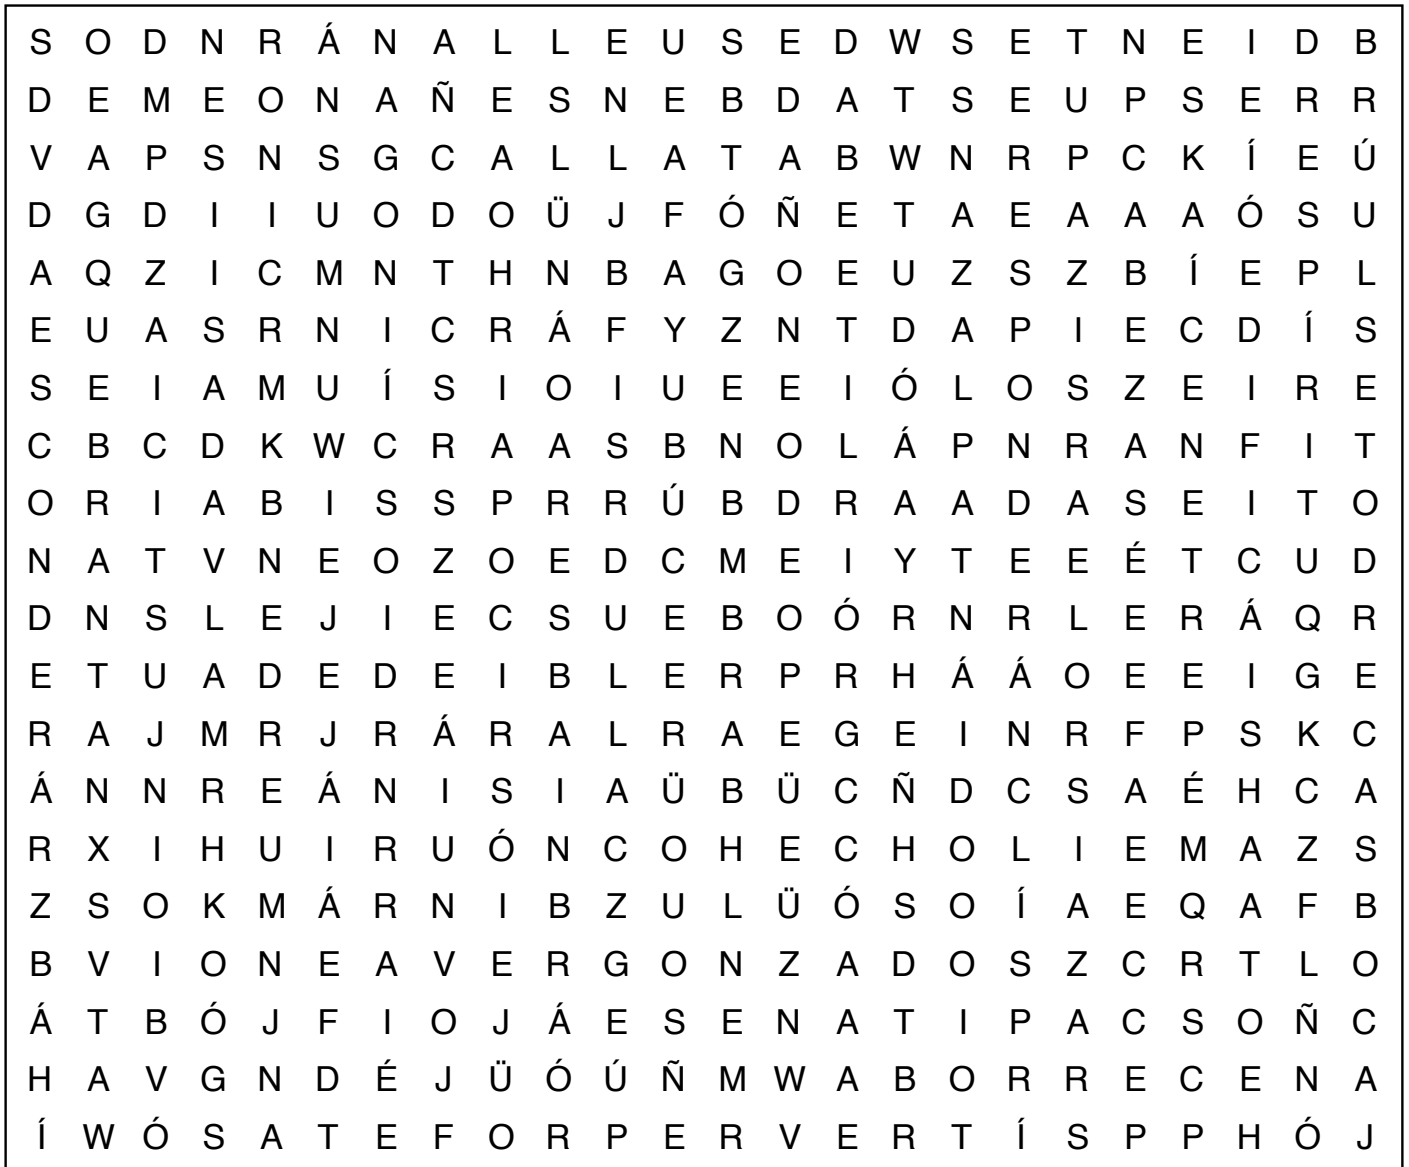 S O D N R Á N A L L E U S E D W S E T N E I D B
D E M E O N A Ñ E S N E B D A T S E U P S E R R
V A P S N S G C A L L A T A B W N R P C K Í E Ú
D G D I I U O D O Ü J F Ó Ñ E T A E A A A Ó S U
A Q Z I C M N T H N B A G O E U Z S Z B Í E P L
E U A S R N I C R Á F Y Z N T D A P I E C D Í S
S E I A M U Í S I O I U E E I Ó L O S Z E I R E
C B C D K W C R A A S B N O L Á P N R A N F I T
O R I A B I S S P R R Ú B D R A A D A S E I T O
N A T V N E O Z O E D C M E I Y T E E É T C U D
D N S L E J I E C S U E B O Ó R N R L E R Á Q R
E T U A D E D E I B L E R P R H Á Á O E E I G E
R A J M R J R Á R A L R A E G E I N R F P S K C
Á N N R E Á N I S I A Ü B Ü C Ñ D C S A É H C A
R X I H U I R U Ó N C O H E C H O L I E M A Z S
Z S O K M Á R N I B Z U L Ü Ó S O Í A E Q A F B
B V I O N E A V E R G O N Z A D O S Z C R T L O
Á T B Ó J F I O J Á E S E N A T I P A C S O Ñ C
H A V G N D É J Ü Ó Ú Ñ M W A B O R R E C E N A
Í W Ó S A T E F O R P E R V E R T Í S P P H Ó J